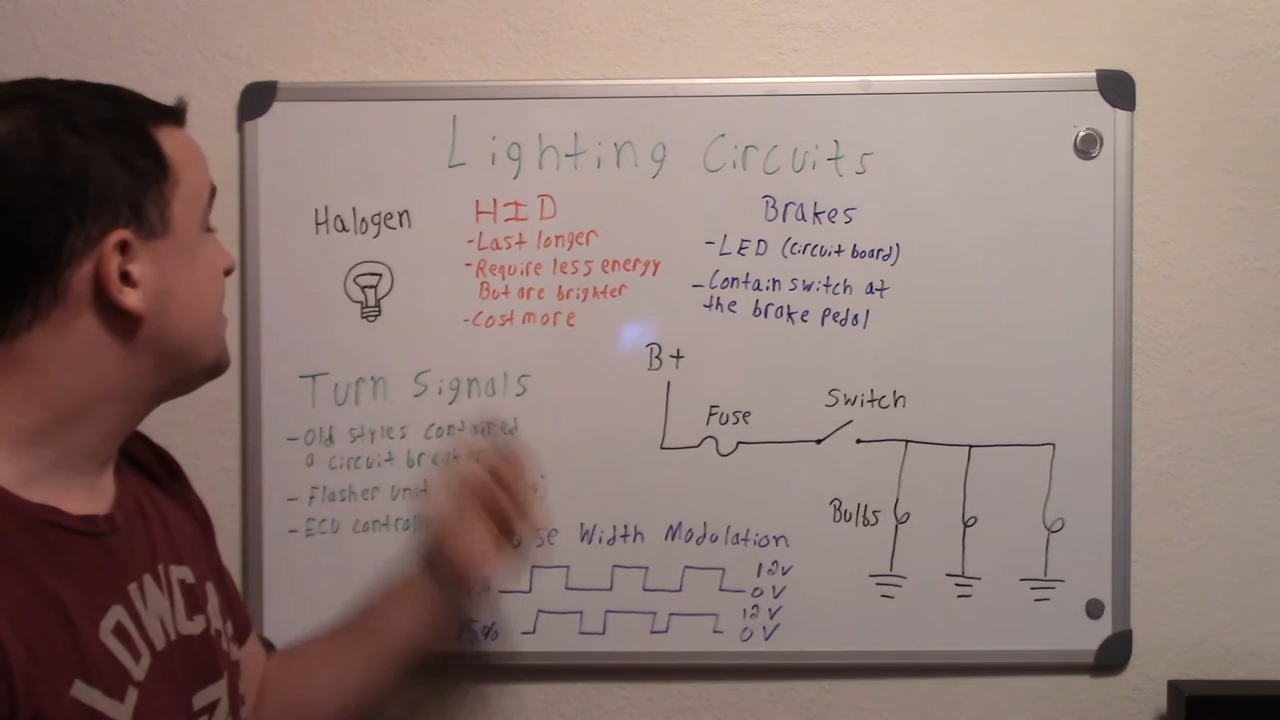 Lighting Circuits
Halogen
HID
-Last longer
-Require less energy
But are brighter
-Cost more
Brakes
-LED (circuit board)
-Contain switch at
the brake pedal
Turn Signals
-Old styles contained
a circuit
-Flasher
-ECU
B+
Fuse
Switch
Bulbs
Width Modulation
12V
0V
12V
0V
LOWCA